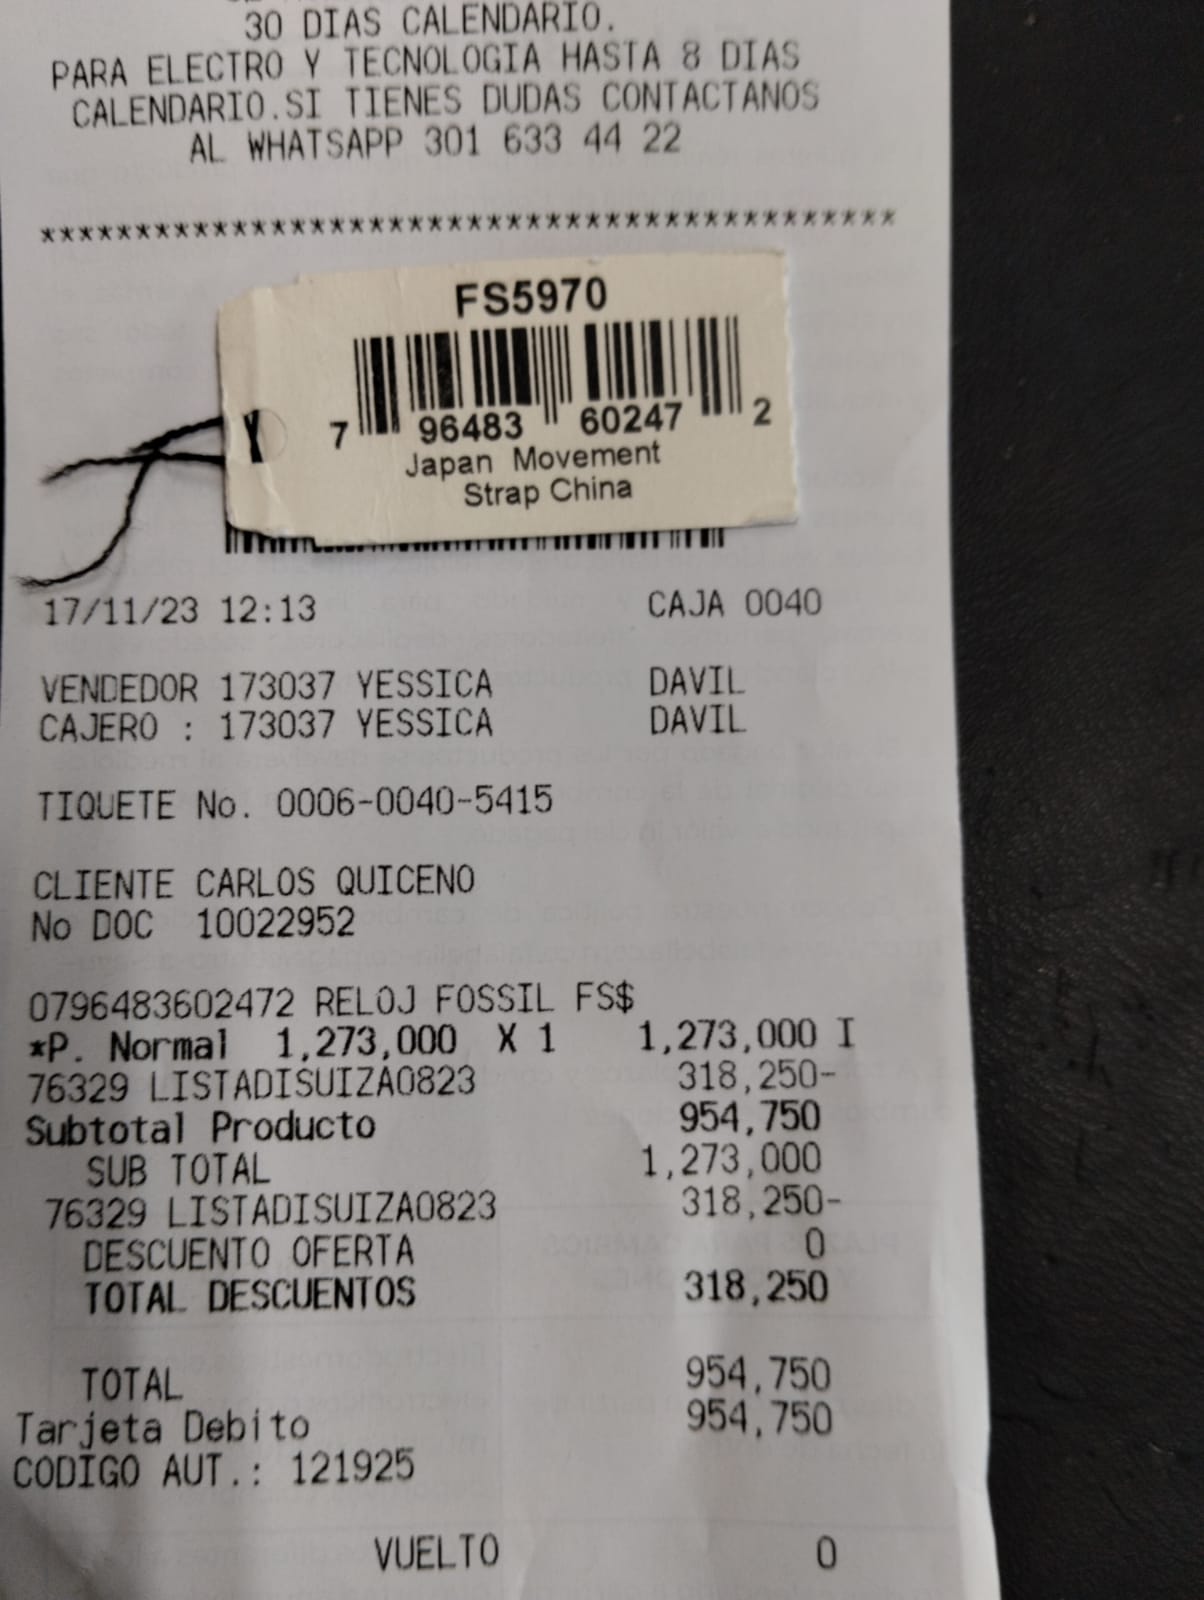 30 DIAS CALENDARIO.
PARA ELECTRO Y TECNOLOGIA HASTA 8 DIAS
CALENDARIO.SI TIENES DUDAS CONTACTANOS
AL WHATSAPP 301 633 44 22
*********************************************
FS5970
7 96483 60247 2
Japan Movement
Strap China
17/11/23 12:13 CAJA 0040
VENDEDOR 173037 YESSICA DAVIL
CAJERO : 173037 YESSICA DAVIL
TIQUETE No. 0006-0040-5415
CLIENTE CARLOS QUICENO
No DOC 10022952
0796483602472 RELOJ FOSSIL FS$
*P. Normal 1,273,000 X 1 1,273,000 I
76329 LISTADISUIZA0823 318,250-
Subtotal Producto 954,750
SUB TOTAL 1,273,000
76329 LISTADISUIZA0823 318,250-
DESCUENTO OFERTA 0
TOTAL DESCUENTOS 318,250
TOTAL 954,750
Tarjeta Debito 954,750
CODIGO AUT.: 121925
VUELTO 0